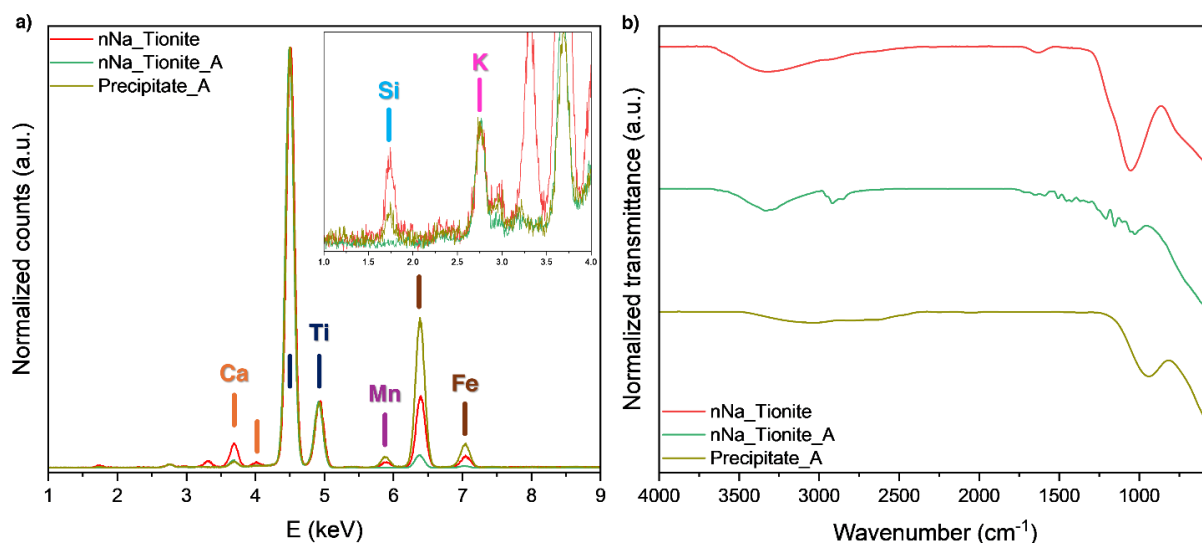 a)
nNa_Tionite
nNa_Tionite_A
Precipitate_A
Si
K
1.0 1.5 2.0 2.5 3.0 3.5 4.0
Ca
Ti
Mn
Fe
Normalized counts (a.u.)
1 2 3 4 5 6 7 8 9
E (keV)
b)
Normalized transmittance (a.u.)
nNa_Tionite
nNa_Tionite_A
Precipitate_A
4000 3500 3000 2500 2000 1500 1000
Wavenumber (cm⁻¹)